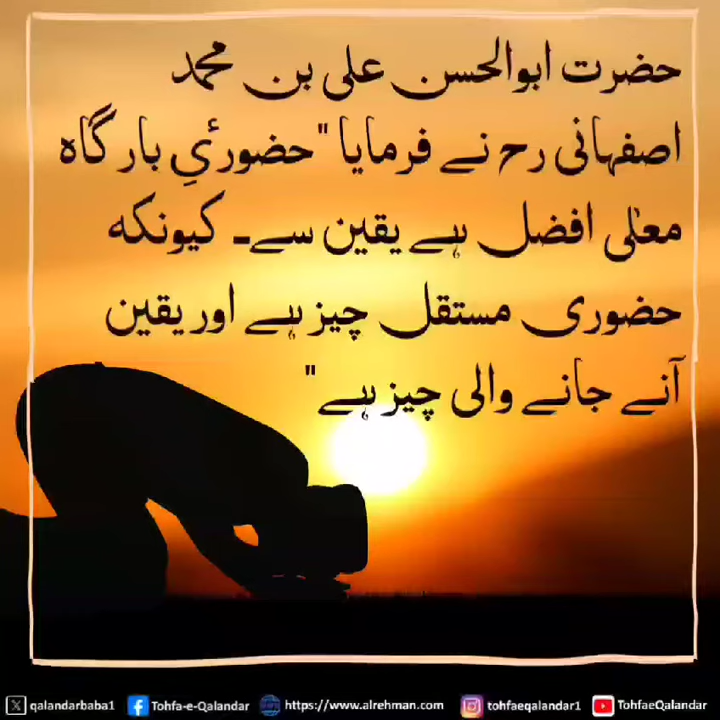 حضرت ابوالحسن علی بن محمد
اصفہانی رح نے فرمایا "حضورئِ بارگاہ
معلٰی افضل ہے یقین سے۔ کیونکہ
حضوری مستقل چیز ہے اور یقین
آنے جانے والی چیز ہے"
qalandarbaba1 Tohfa-e-Qalandar https://www.alrehman.com tohfaeqalandar1 TohfaeQalandar